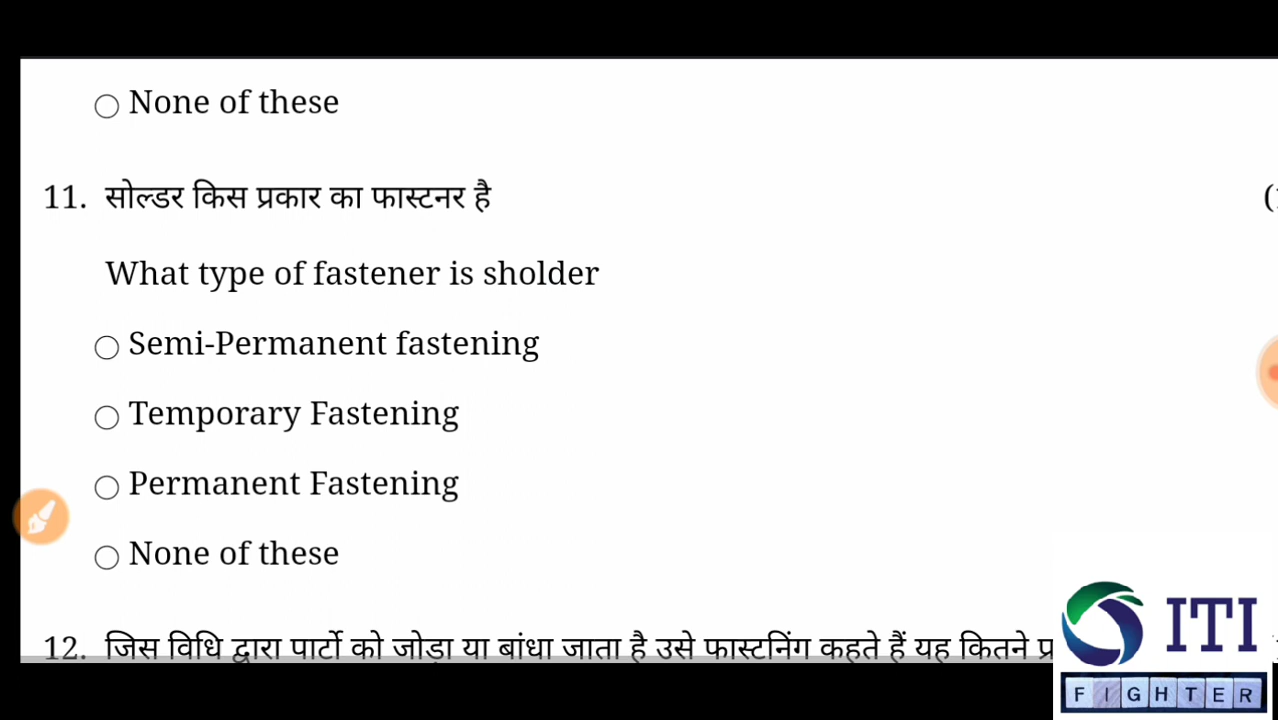 None of these
11. सोल्डर किस प्रकार का फास्टनर है
What type of fastener is sholder
Semi-Permanent fastening
Temporary Fastening
Permanent Fastening
None of these
12. जिस विधि द्वारा पार्टो को जोड़ा या बांधा जाता है उसे फास्टनिंग कहते हैं यह कितने प्र
ITI
FIGHTER